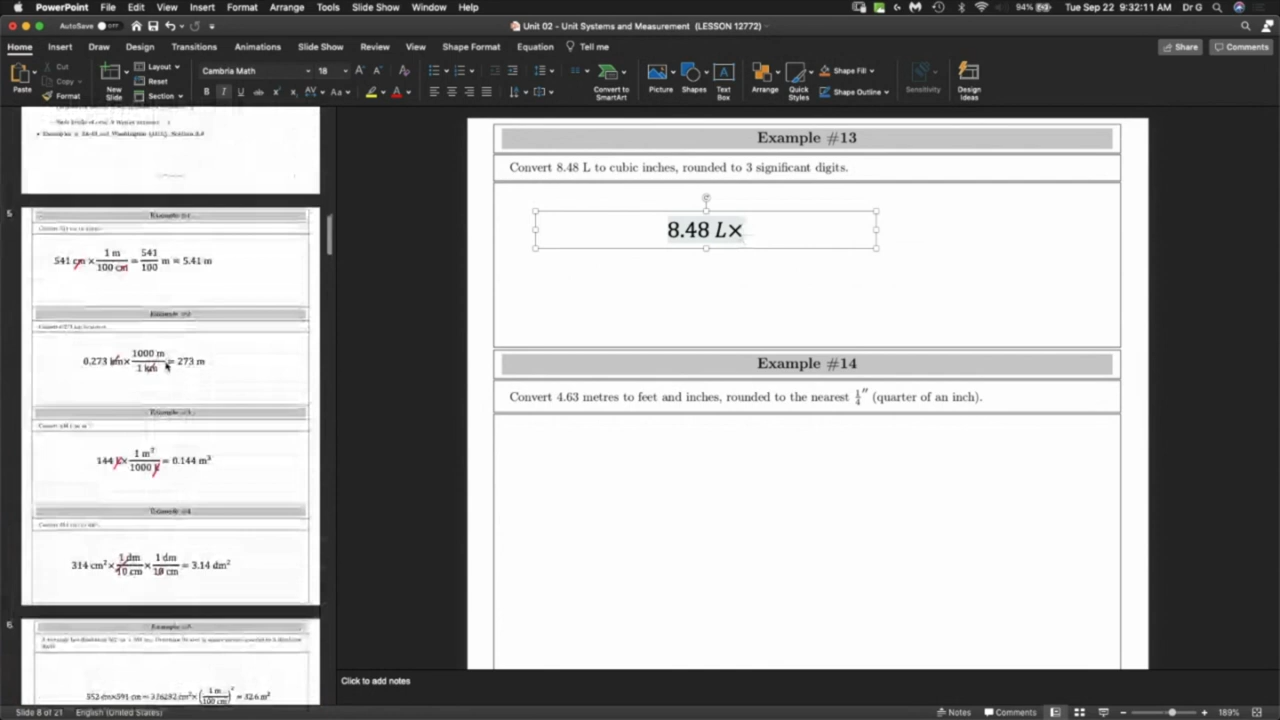 PowerPoint File Edit View Insert Format Arrange Tools Slide Show Window Help 94% Tue Sep 22 9:32:11 AM Dr G
AutoSave OFF Unit 02 - Unit Systems and Measurement (LESSON 12772)
Home Insert Draw Design Transitions Animations Slide Show Review View Shape Format Equation Tell me Share Comments
Paste Cut Copy Format New Slide Layout Reset Section Cambria Math 18 Convert to SmartArt Picture Shapes Text Box Arrange Quick Styles Shape Fill Shape Outline Sensitivity Design Ideas
5
541 cm × 1 m / 100 cm = 541 / 100 m = 5.41 m
0.273 km × 1000 m / 1 km = 273 m
1000
314 cm² × 1 dm / 10 cm × 1 dm / 10 cm = 3.14 dm²
6
Example #13
Convert 8.48 L to cubic inches, rounded to 3 significant digits.
8.48 L×
Example #14
Convert 4.63 metres to feet and inches, rounded to the nearest 1/4″ (quarter of an inch).
Click to add notes
Slide 8 of 21 English (United States) Notes Comments 189%